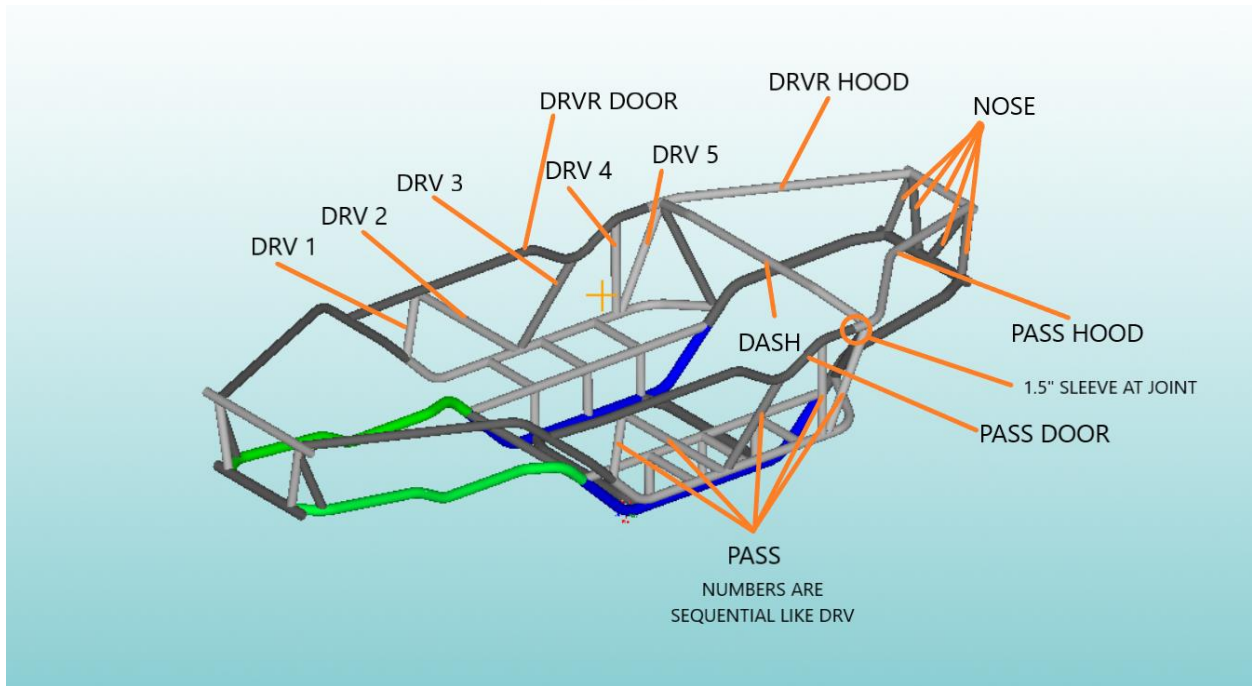 DRVR HOOD
DRVR DOOR
NOSE
DRV 4
DRV 5
DRV 3
DRV 2
DRV 1
DASH
PASS HOOD
1.5" SLEEVE AT JOINT
PASS DOOR
PASS
NUMBERS ARE
SEQUENTIAL LIKE DRV